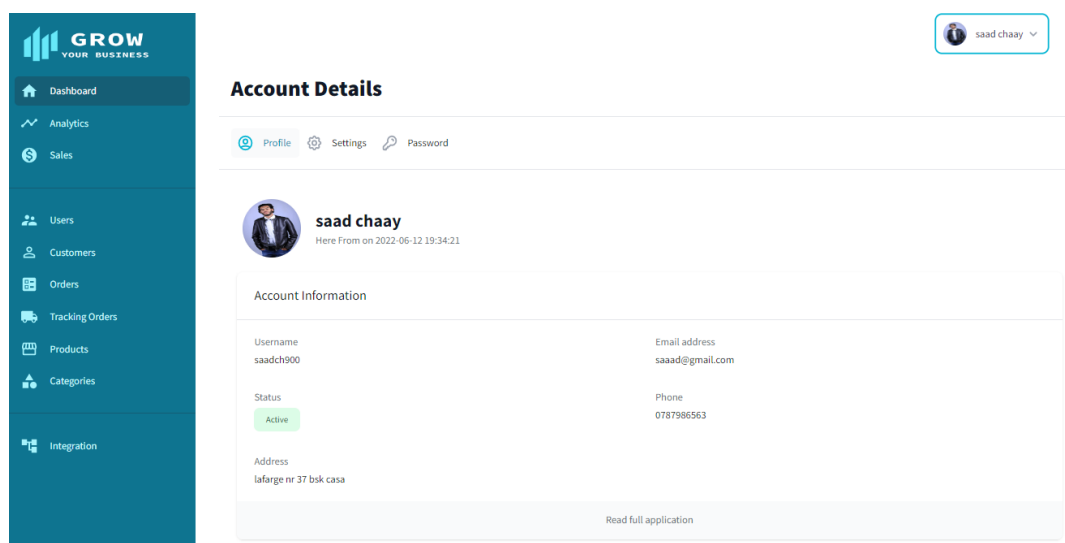 GROW
YOUR BUSINESS
Dashboard
Analytics
Sales
Users
Customers
Orders
Tracking Orders
Products
Categories
Integration
saad chaay
Account Details
Profile Settings Password
saad chaay
Here From on 2022-06-12 19:34:21
Account Information
Username
saadch900
Email address
saaad@gmail.com
Status
Active
Phone
0787986563
Address
lafarge nr 37 bsk casa
Read full application